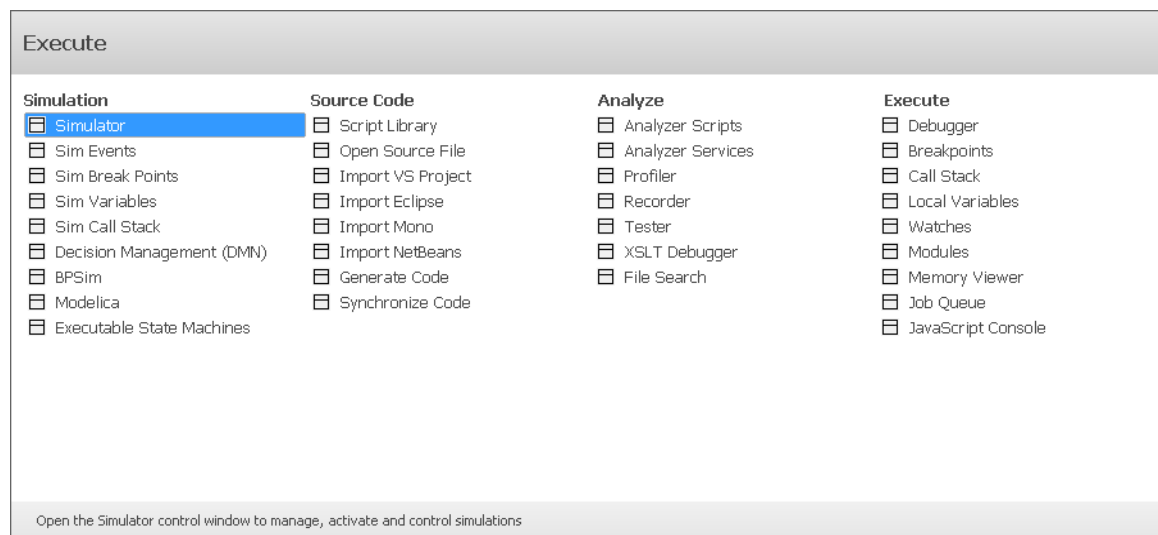 Execute
Simulation
Simulator
Sim Events
Sim Break Points
Sim Variables
Sim Call Stack
Decision Management (DMN)
BPSim
Modelica
Executable State Machines
Source Code
Script Library
Open Source File
Import VS Project
Import Eclipse
Import Mono
Import NetBeans
Generate Code
Synchronize Code
Analyze
Analyzer Scripts
Analyzer Services
Profiler
Recorder
Tester
XSLT Debugger
File Search
Execute
Debugger
Breakpoints
Call Stack
Local Variables
Watches
Modules
Memory Viewer
Job Queue
JavaScript Console
Open the Simulator control window to manage, activate and control simulations